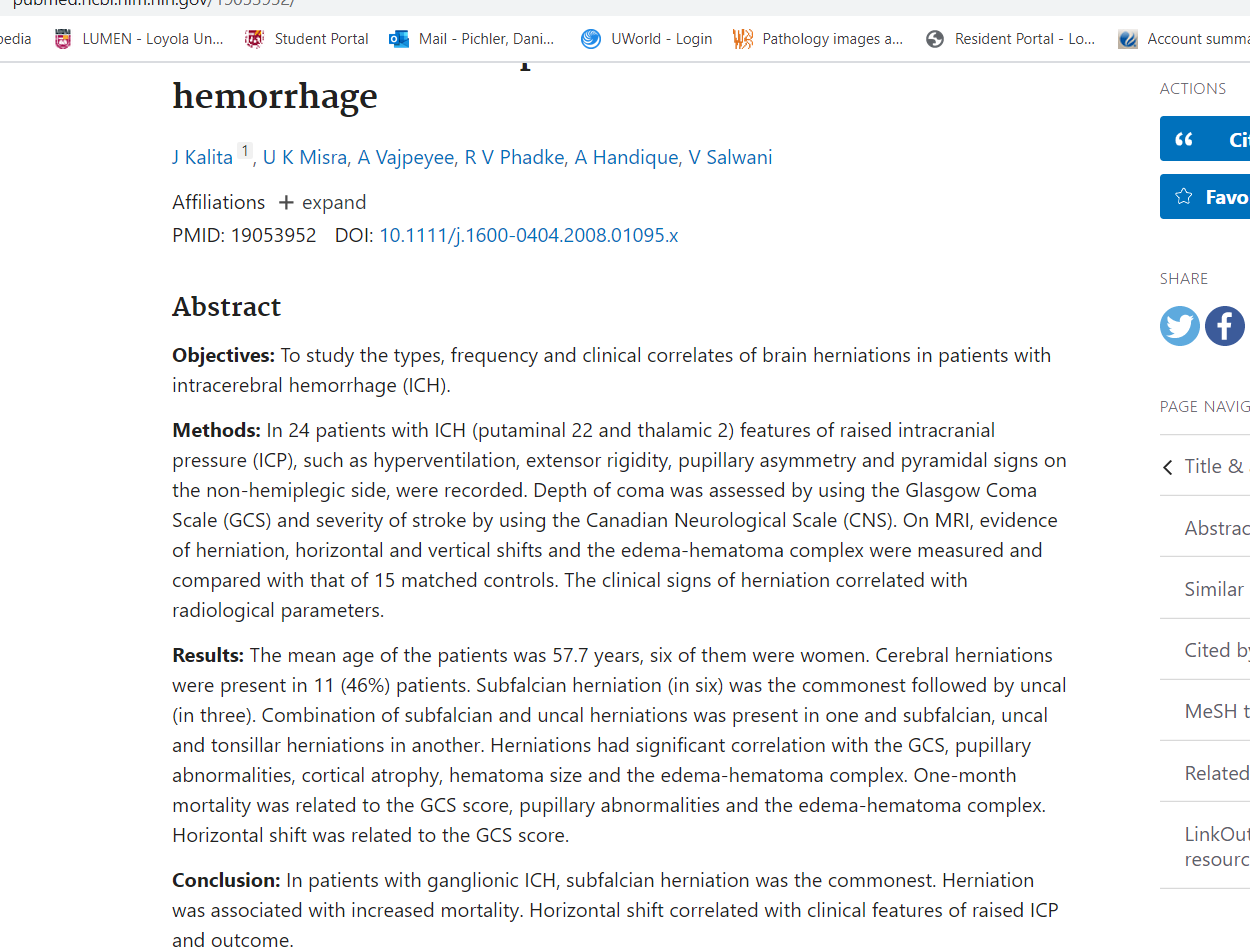 pubmed.ncbi.nlm.nih.gov/19053952/
pedia LUMEN - Loyola Un... Student Portal Mail - Pichler, Dani... UWorld - Login Pathology images a... Resident Portal - Lo... Account summa
hemorrhage
J Kalita 1, U K Misra, A Vajpeyee, R V Phadke, A Handique, V Salwani
Affiliations + expand
PMID: 19053952 DOI: 10.1111/j.1600-0404.2008.01095.x
Abstract
Objectives: To study the types, frequency and clinical correlates of brain herniations in patients with
intracerebral hemorrhage (ICH).
Methods: In 24 patients with ICH (putaminal 22 and thalamic 2) features of raised intracranial
pressure (ICP), such as hyperventilation, extensor rigidity, pupillary asymmetry and pyramidal signs on
the non-hemiplegic side, were recorded. Depth of coma was assessed by using the Glasgow Coma
Scale (GCS) and severity of stroke by using the Canadian Neurological Scale (CNS). On MRI, evidence
of herniation, horizontal and vertical shifts and the edema-hematoma complex were measured and
compared with that of 15 matched controls. The clinical signs of herniation correlated with
radiological parameters.
Results: The mean age of the patients was 57.7 years, six of them were women. Cerebral herniations
were present in 11 (46%) patients. Subfalcian herniation (in six) was the commonest followed by uncal
(in three). Combination of subfalcian and uncal herniations was present in one and subfalcian, uncal
and tonsillar herniations in another. Herniations had significant correlation with the GCS, pupillary
abnormalities, cortical atrophy, hematoma size and the edema-hematoma complex. One-month
mortality was related to the GCS score, pupillary abnormalities and the edema-hematoma complex.
Horizontal shift was related to the GCS score.
Conclusion: In patients with ganglionic ICH, subfalcian herniation was the commonest. Herniation
was associated with increased mortality. Horizontal shift correlated with clinical features of raised ICP
and outcome.
ACTIONS
Cit
Favo
SHARE
PAGE NAVIG
Title &
Abstrac
Similar
Cited by
MeSH t
Related
LinkOut
resourc